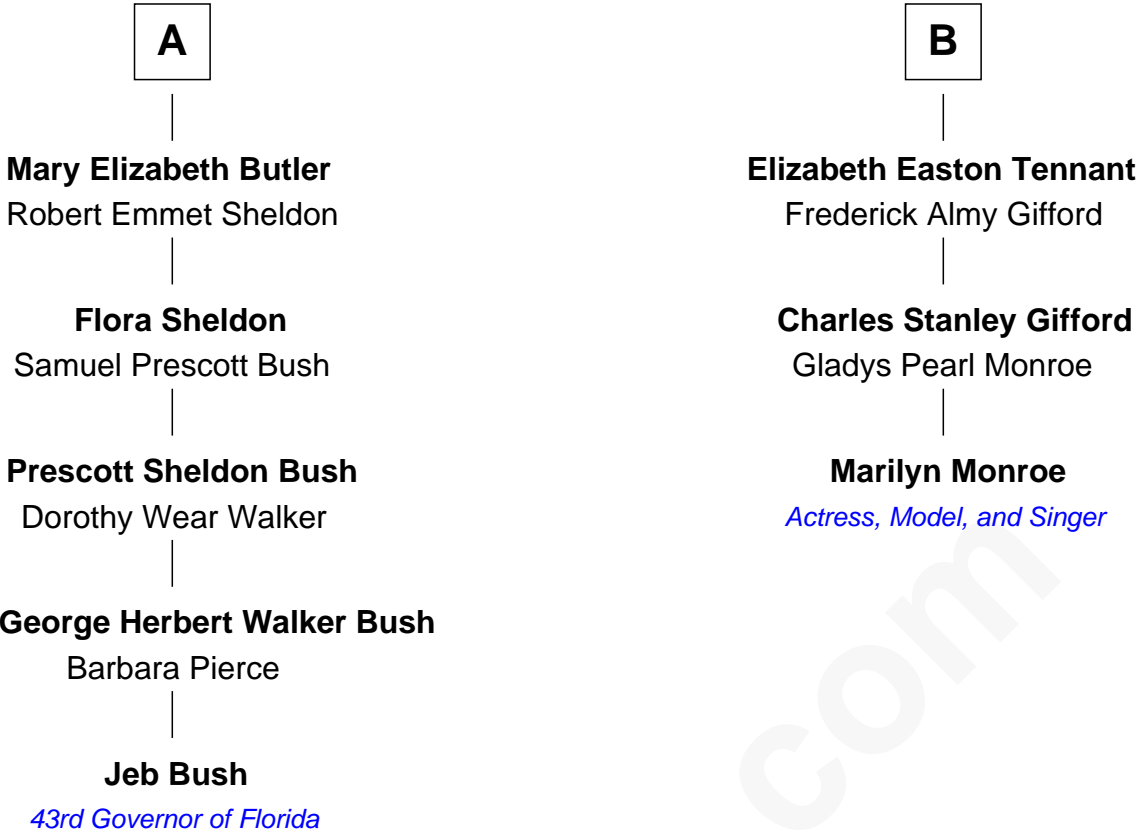 A
Mary Elizabeth Butler
Robert Emmet Sheldon
Flora Sheldon
Samuel Prescott Bush
Prescott Sheldon Bush
Dorothy Wear Walker
George Herbert Walker Bush
Barbara Pierce
Jeb Bush
43rd Governor of Florida
B
Elizabeth Easton Tennant
Frederick Almy Gifford
Charles Stanley Gifford
Gladys Pearl Monroe
Marilyn Monroe
Actress, Model, and Singer
com